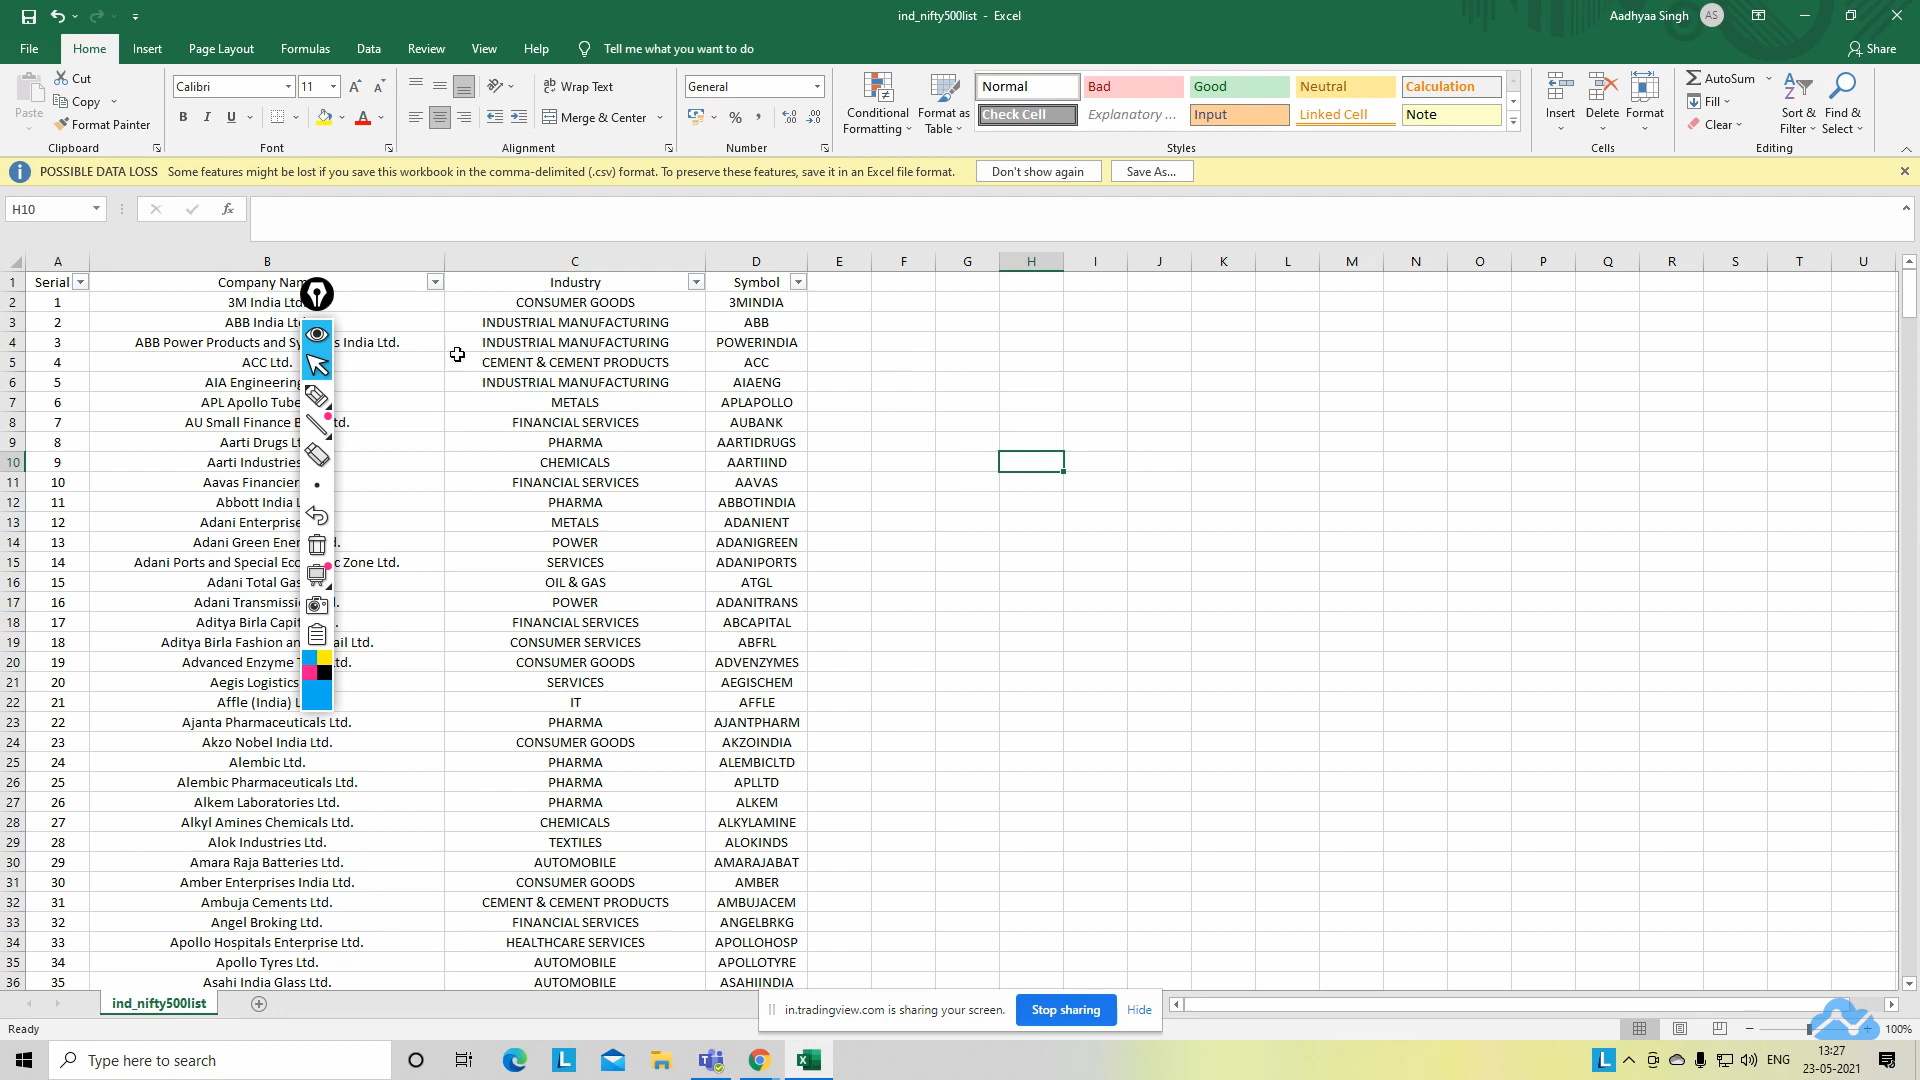 ind_nifty500list - Excel
Aadhyaa Singh AS
File Home Insert Page Layout Formulas Data Review View Help Tell me what you want to do Share
Paste Cut Copy Format Painter
Calibri 11
B I U
Wrap Text
Merge & Center
General
Conditional Formatting Format as Table
Normal Bad Good Neutral Calculation
Check Cell Explanatory ... Input Linked Cell Note
Insert Delete Format
AutoSum Fill Clear
Sort & Filter Find & Select
Clipboard Font Alignment Number Styles Cells Editing
POSSIBLE DATA LOSS Some features might be lost if you save this workbook in the comma-delimited (.csv) format. To preserve these features, save it in an Excel file format. Don't show again Save As...
H10 fx
A B C D E F G H I J K L M N O P Q R S T U
1 Serial Company Nam Industry Symbol
2 1 3M India Ltd CONSUMER GOODS 3MINDIA
3 2 ABB India Lt INDUSTRIAL MANUFACTURING ABB
4 3 ABB Power Products and Sy s India Ltd. INDUSTRIAL MANUFACTURING POWERINDIA
5 4 ACC Ltd. CEMENT & CEMENT PRODUCTS ACC
6 5 AIA Engineering INDUSTRIAL MANUFACTURING AIAENG
7 6 APL Apollo Tube METALS APLAPOLLO
8 7 AU Small Finance B td. FINANCIAL SERVICES AUBANK
9 8 Aarti Drugs Lt PHARMA AARTIDRUGS
10 9 Aarti Industries CHEMICALS AARTIIND
11 10 Aavas Financier FINANCIAL SERVICES AAVAS
12 11 Abbott India L PHARMA ABBOTINDIA
13 12 Adani Enterprise METALS ADANIENT
14 13 Adani Green Ener . POWER ADANIGREEN
15 14 Adani Ports and Special Eco c Zone Ltd. SERVICES ADANIPORTS
16 15 Adani Total Gas OIL & GAS ATGL
17 16 Adani Transmissi . POWER ADANITRANS
18 17 Aditya Birla Capit . FINANCIAL SERVICES ABCAPITAL
19 18 Aditya Birla Fashion an ail Ltd. CONSUMER SERVICES ABFRL
20 19 Advanced Enzyme T td. CONSUMER GOODS ADVENZYMES
21 20 Aegis Logistics SERVICES AEGISCHEM
22 21 Affle (India) L IT AFFLE
23 22 Ajanta Pharmaceuticals Ltd. PHARMA AJANTPHARM
24 23 Akzo Nobel India Ltd. CONSUMER GOODS AKZOINDIA
25 24 Alembic Ltd. PHARMA ALEMBICLTD
26 25 Alembic Pharmaceuticals Ltd. PHARMA APLLTD
27 26 Alkem Laboratories Ltd. PHARMA ALKEM
28 27 Alkyl Amines Chemicals Ltd. CHEMICALS ALKYLAMINE
29 28 Alok Industries Ltd. TEXTILES ALOKINDS
30 29 Amara Raja Batteries Ltd. AUTOMOBILE AMARAJABAT
31 30 Amber Enterprises India Ltd. CONSUMER GOODS AMBER
32 31 Ambuja Cements Ltd. CEMENT & CEMENT PRODUCTS AMBUJACEM
33 32 Angel Broking Ltd. FINANCIAL SERVICES ANGELBRKG
34 33 Apollo Hospitals Enterprise Ltd. HEALTHCARE SERVICES APOLLOHOSP
35 34 Apollo Tyres Ltd. AUTOMOBILE APOLLOTYRE
36 35 Asahi India Glass Ltd. AUTOMOBILE ASAHIINDIA
ind_nifty500list
in.tradingview.com is sharing your screen. Stop sharing Hide
Ready 100%
Type here to search
ENG 13:27
23-05-2021